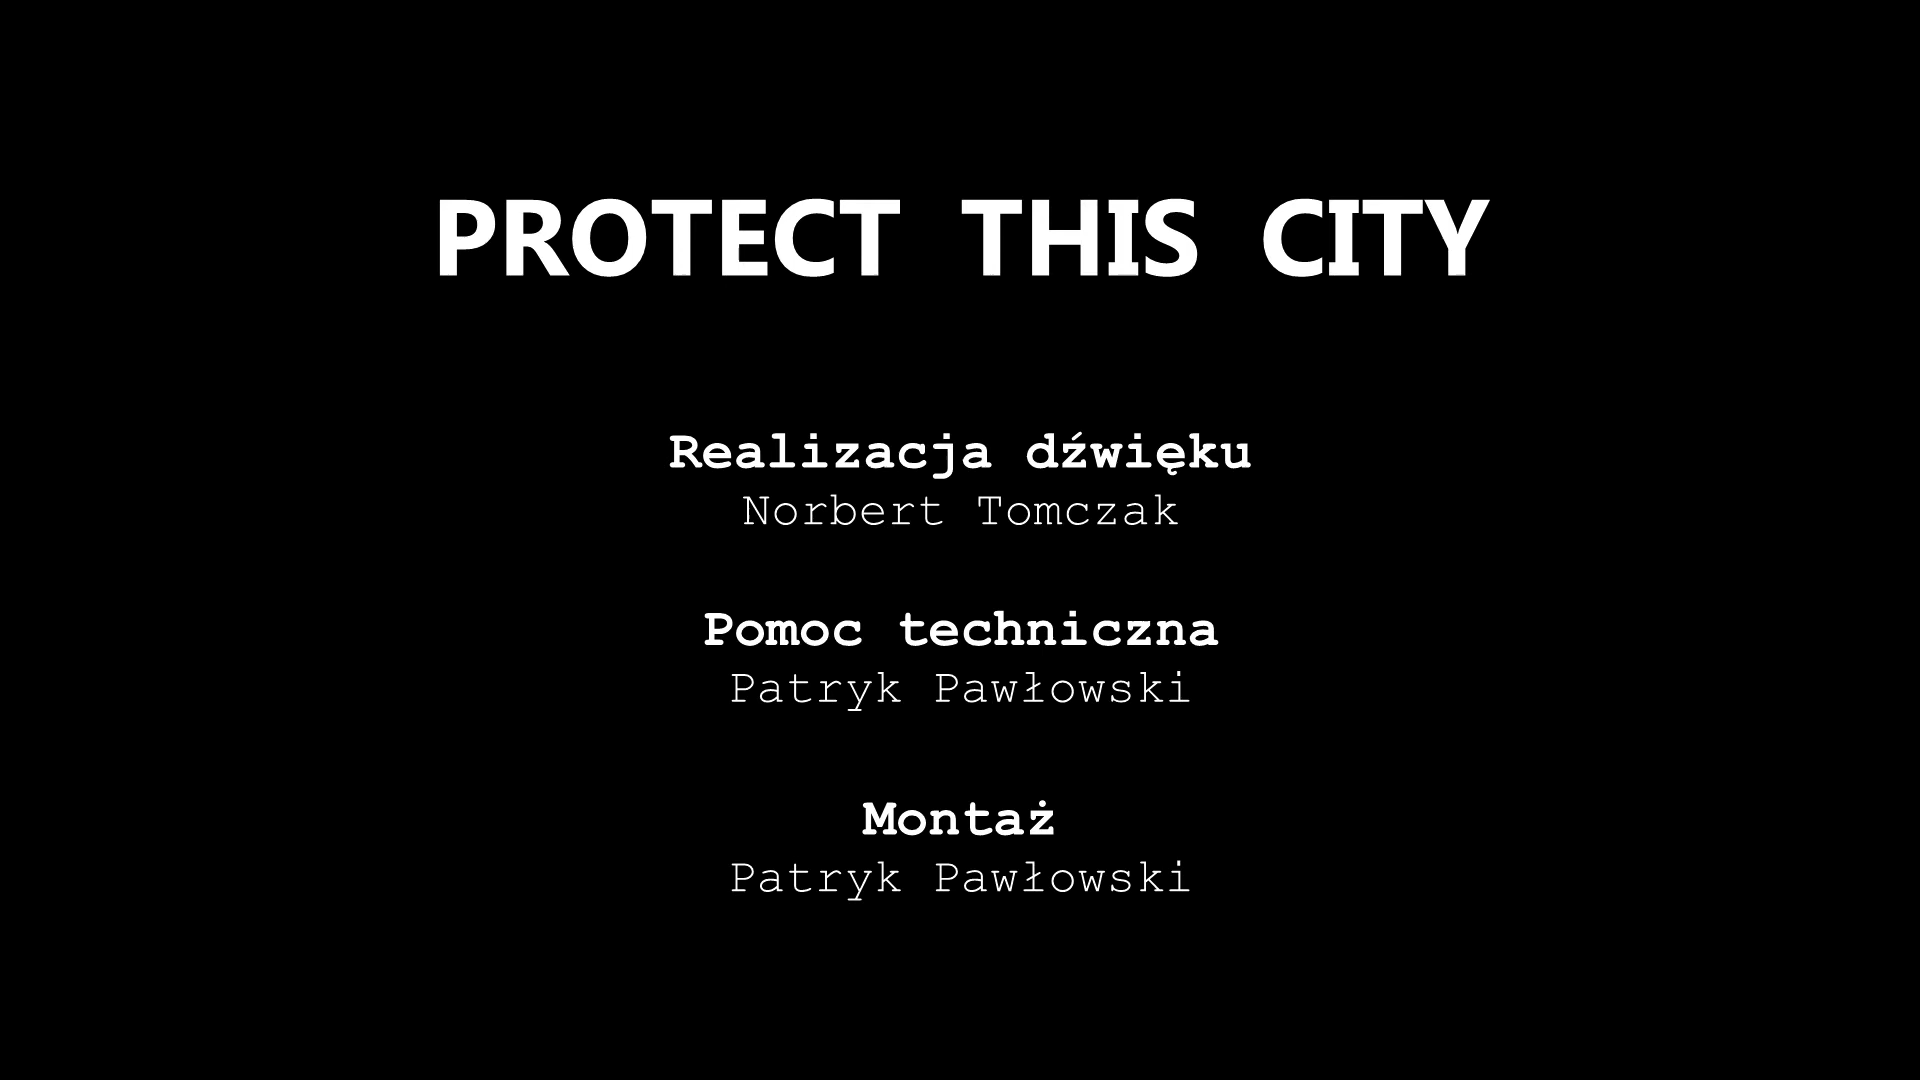 PROTECT THIS CITY
Realizacja dźwięku
Norbert Tomczak
Pomoc techniczna
Patryk Pawłowski
Montaż
Patryk Pawłowski